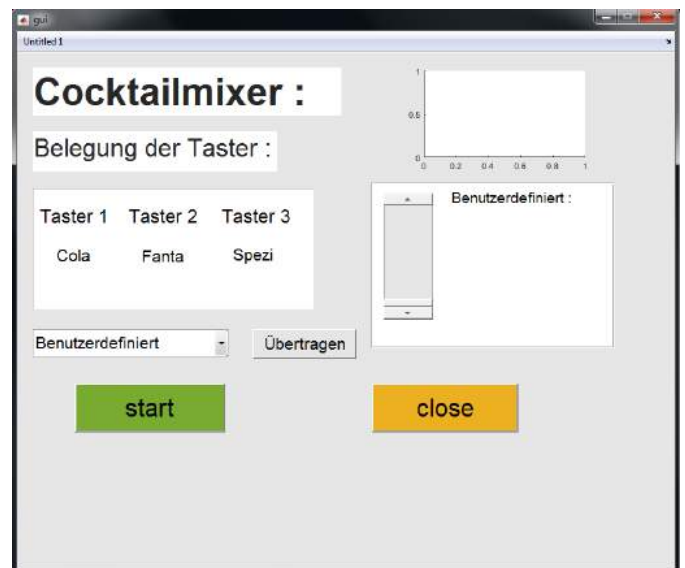 gui
Untitled 1
Cocktailmixer :
Belegung der Taster :
1
0.5
0
0 0.2 0.4 0.6 0.8 1
Taster 1 Taster 2 Taster 3
Cola Fanta Spezi
Benutzerdefiniert :
Benutzerdefiniert
Übertragen
start
close